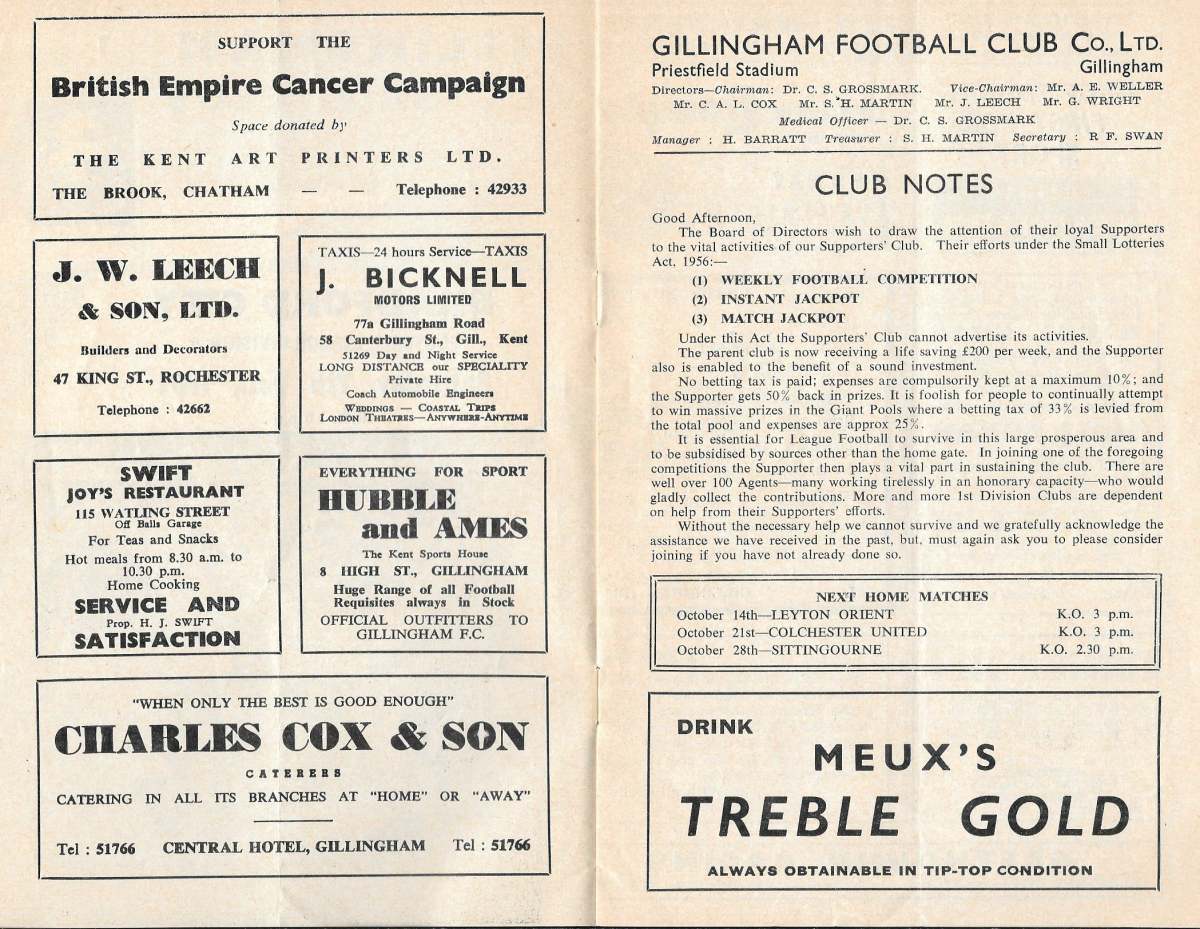 SUPPORT THE
British Empire Cancer Campaign
Space donated by
THE KENT ART PRINTERS LTD.
THE BROOK, CHATHAM — — Telephone : 42933
J. W. LEECH
& SON, LTD.
Builders and Decorators
47 KING ST., ROCHESTER
Telephone : 42662
TAXIS—24 hours Service—TAXIS
J. BICKNELL
MOTORS LIMITED
77a Gillingham Road
58 Canterbury St., Gill., Kent
51269 Day and Night Service
LONG DISTANCE our SPECIALITY
Private Hire
Coach Automobile Engineers
WEDDINGS — COASTAL TRIPS
LONDON THEATRES—ANYWHERE-ANYTIME
SWIFT
JOY'S RESTAURANT
115 WATLING STREET
Off Balls Garage
For Teas and Snacks
Hot meals from 8.30 a.m. to
10.30 p.m.
Home Cooking
SERVICE AND
Prop. H. J. SWIFT
SATISFACTION
EVERYTHING FOR SPORT
HUBBLE
and AMES
The Kent Sports House
8 HIGH ST., GILLINGHAM
Huge Range of all Football
Requisites always in Stock
OFFICIAL OUTFITTERS TO
GILLINGHAM F.C.
"WHEN ONLY THE BEST IS GOOD ENOUGH"
CHARLES COX & SON
CATERERS
CATERING IN ALL ITS BRANCHES AT "HOME" OR "AWAY"
Tel : 51766 CENTRAL HOTEL, GILLINGHAM Tel : 51766
GILLINGHAM FOOTBALL CLUB Co., LTD.
Priestfield Stadium Gillingham
Directors—Chairman: Dr. C. S. GROSSMARK. Vice-Chairman: Mr. A. E. WELLER
Mr. C. A. L. COX Mr. S. H. MARTIN Mr. J. LEECH Mr. G. WRIGHT
Medical Officer — Dr. C. S. GROSSMARK
Manager : H. BARRATT Treasurer : S. H. MARTIN Secretary : R F. SWAN
CLUB NOTES
Good Afternoon,
The Board of Directors wish to draw the attention of their loyal Supporters
to the vital activities of our Supporters' Club. Their efforts under the Small Lotteries
Act, 1956:—
(1) WEEKLY FOOTBALL COMPETITION
(2) INSTANT JACKPOT
(3) MATCH JACKPOT
Under this Act the Supporters' Club cannot advertise its activities.
The parent club is now receiving a life saving £200 per week, and the Supporter
also is enabled to the benefit of a sound investment.
No betting tax is paid; expenses are compulsorily kept at a maximum 10%; and
the Supporter gets 50% back in prizes. It is foolish for people to continually attempt
to win massive prizes in the Giant Pools where a betting tax of 33% is levied from
the total pool and expenses are approx 25%.
It is essential for League Football to survive in this large prosperous area and
to be subsidised by sources other than the home gate. In joining one of the foregoing
competitions the Supporter then plays a vital part in sustaining the club. There are
well over 100 Agents—many working tirelessly in an honorary capacity—who would
gladly collect the contributions. More and more 1st Division Clubs are dependent
on help from their Supporters' efforts.
Without the necessary help we cannot survive and we gratefully acknowledge the
assistance we have received in the past, but, must again ask you to please consider
joining if you have not already done so.
NEXT HOME MATCHES
October 14th—LEYTON ORIENT K.O. 3 p.m.
October 21st—COLCHESTER UNITED K.O. 3 p.m.
October 28th—SITTINGOURNE K.O. 2.30 p.m.
DRINK
MEUX'S
TREBLE GOLD
ALWAYS OBTAINABLE IN TIP-TOP CONDITION